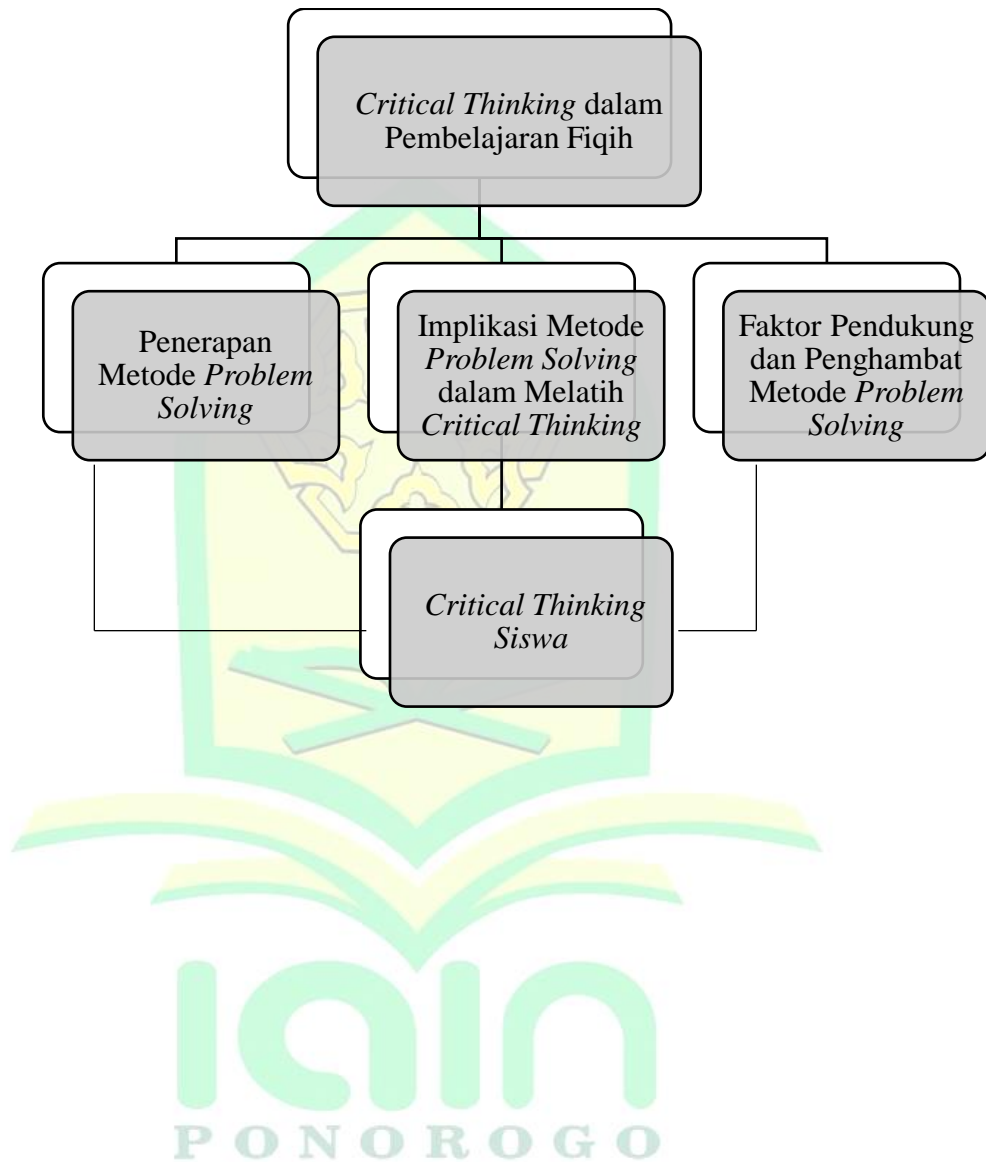 Critical Thinking dalam
Pembelajaran Fiqih
Penerapan
Metode Problem
Solving
Implikasi Metode
Problem Solving
dalam Melatih
Critical Thinking
Faktor Pendukung
dan Penghambat
Metode Problem
Solving
Critical Thinking
Siswa
iain
PONOROGO